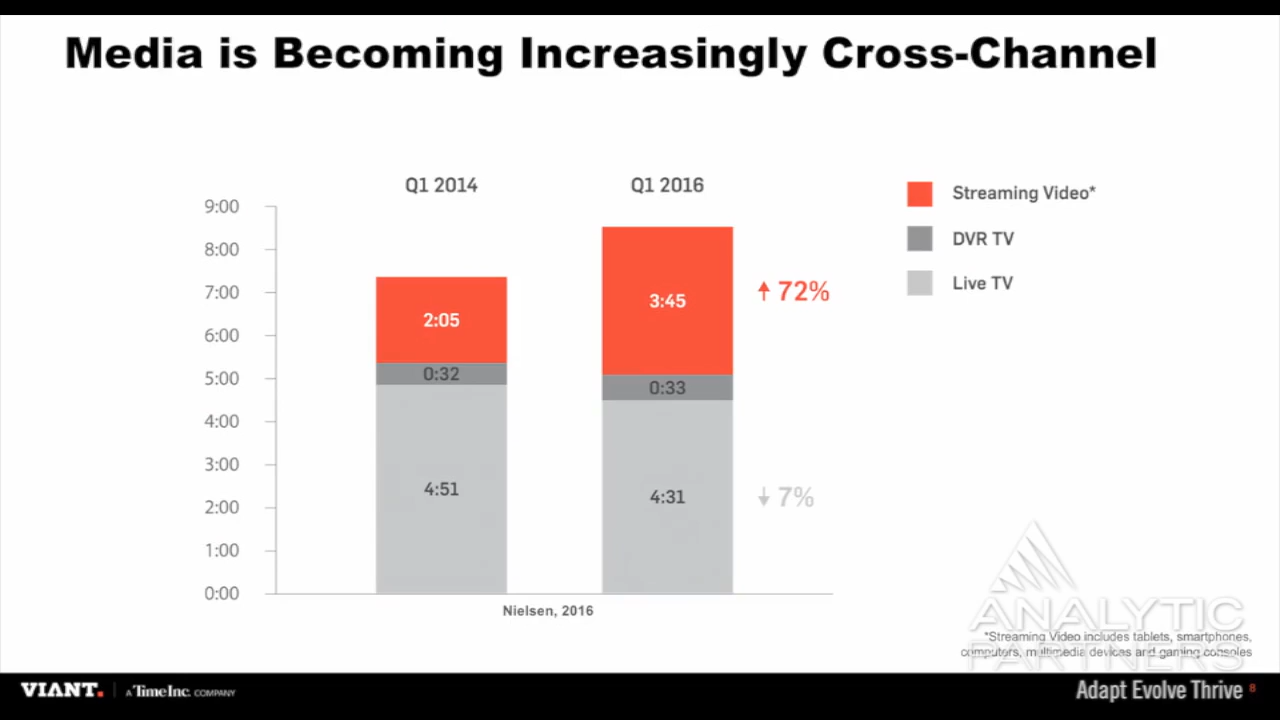 Media is Becoming Increasingly Cross-Channel
Q1 2014
Q1 2016
Streaming Video*
DVR TV
Live TV
9:00
8:00
7:00
6:00
5:00
4:00
3:00
2:00
1:00
0:00
2:05
0:32
4:51
3:45
0:33
4:31
72%
7%
Nielsen, 2016
ANALYTIC
PARTNERS
*Streaming Video includes tablets, smartphones,
computers, multimedia devices and gaming consoles
VIANT. A Time Inc. COMPANY
Adapt Evolve Thrive 8